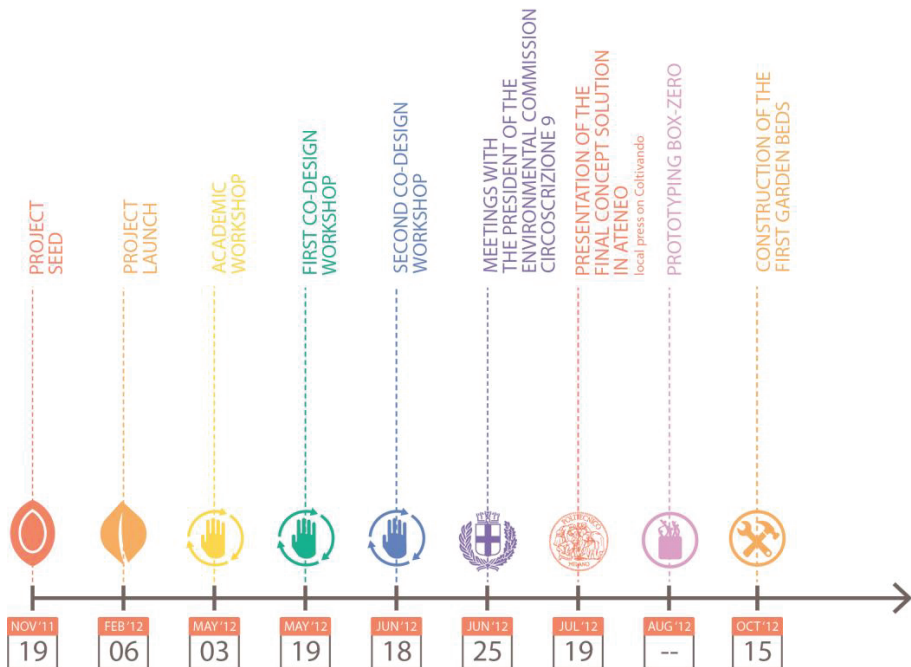 PROJECT
SEED
PROJECT
LAUNCH
ACADEMIC
WORKSHOP
FIRST CO-DESIGN
WORKSHOP
SECOND CO-DESIGN
WORKSHOP
MEETINGS WITH
THE PRESIDENT OF THE
ENVIRONMENTAL COMMISSION
CIRCOSCRIZIONE 9
PRESENTATION OF THE
FINAL CONCEPT SOLUTION
IN ATENEO
local press on Coltivando
PROTOTYPING BOX-ZERO
CONSTRUCTION OF THE
FIRST GARDEN BEDS
POLITECNICO
MILANO
NOV '11
19
FEB '12
06
MAY '12
03
MAY '12
19
JUN '12
18
JUN '12
25
JUL '12
19
AUG '12
--
OCT '12
15